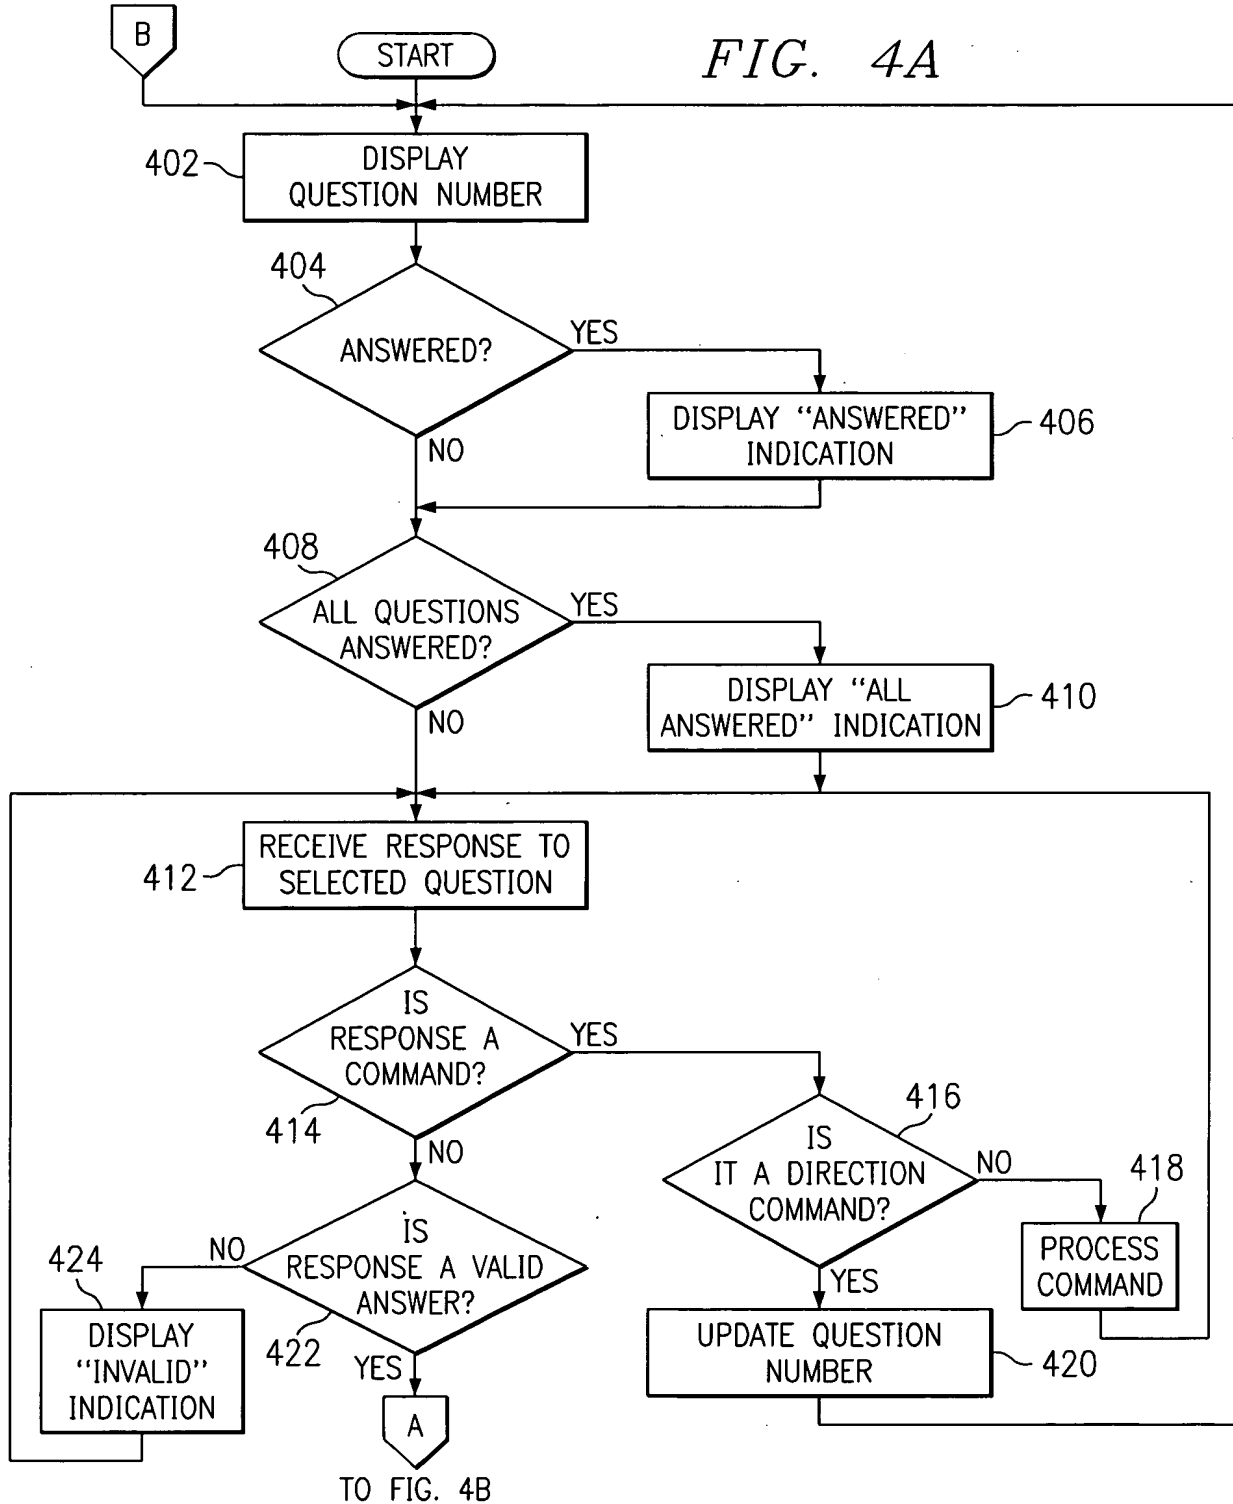 B
START
FIG. 4A
402
DISPLAY
QUESTION NUMBER
404
ANSWERED?
YES
NO
DISPLAY “ANSWERED”
INDICATION
406
408
ALL QUESTIONS
ANSWERED?
YES
NO
DISPLAY “ALL
ANSWERED” INDICATION
410
412
RECEIVE RESPONSE TO
SELECTED QUESTION
IS
RESPONSE A
COMMAND?
YES
414
NO
416
IS
IT A DIRECTION
COMMAND?
NO
418
PROCESS
COMMAND
YES
IS
RESPONSE A VALID
ANSWER?
NO
422
YES
424
DISPLAY
“INVALID”
INDICATION
UPDATE QUESTION
NUMBER
420
A
TO FIG. 4B